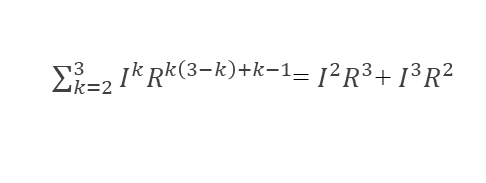 ∑_{k=2}^{3} I^k R^{k(3−k)+k−1} = I^2 R^3 + I^3 R^2